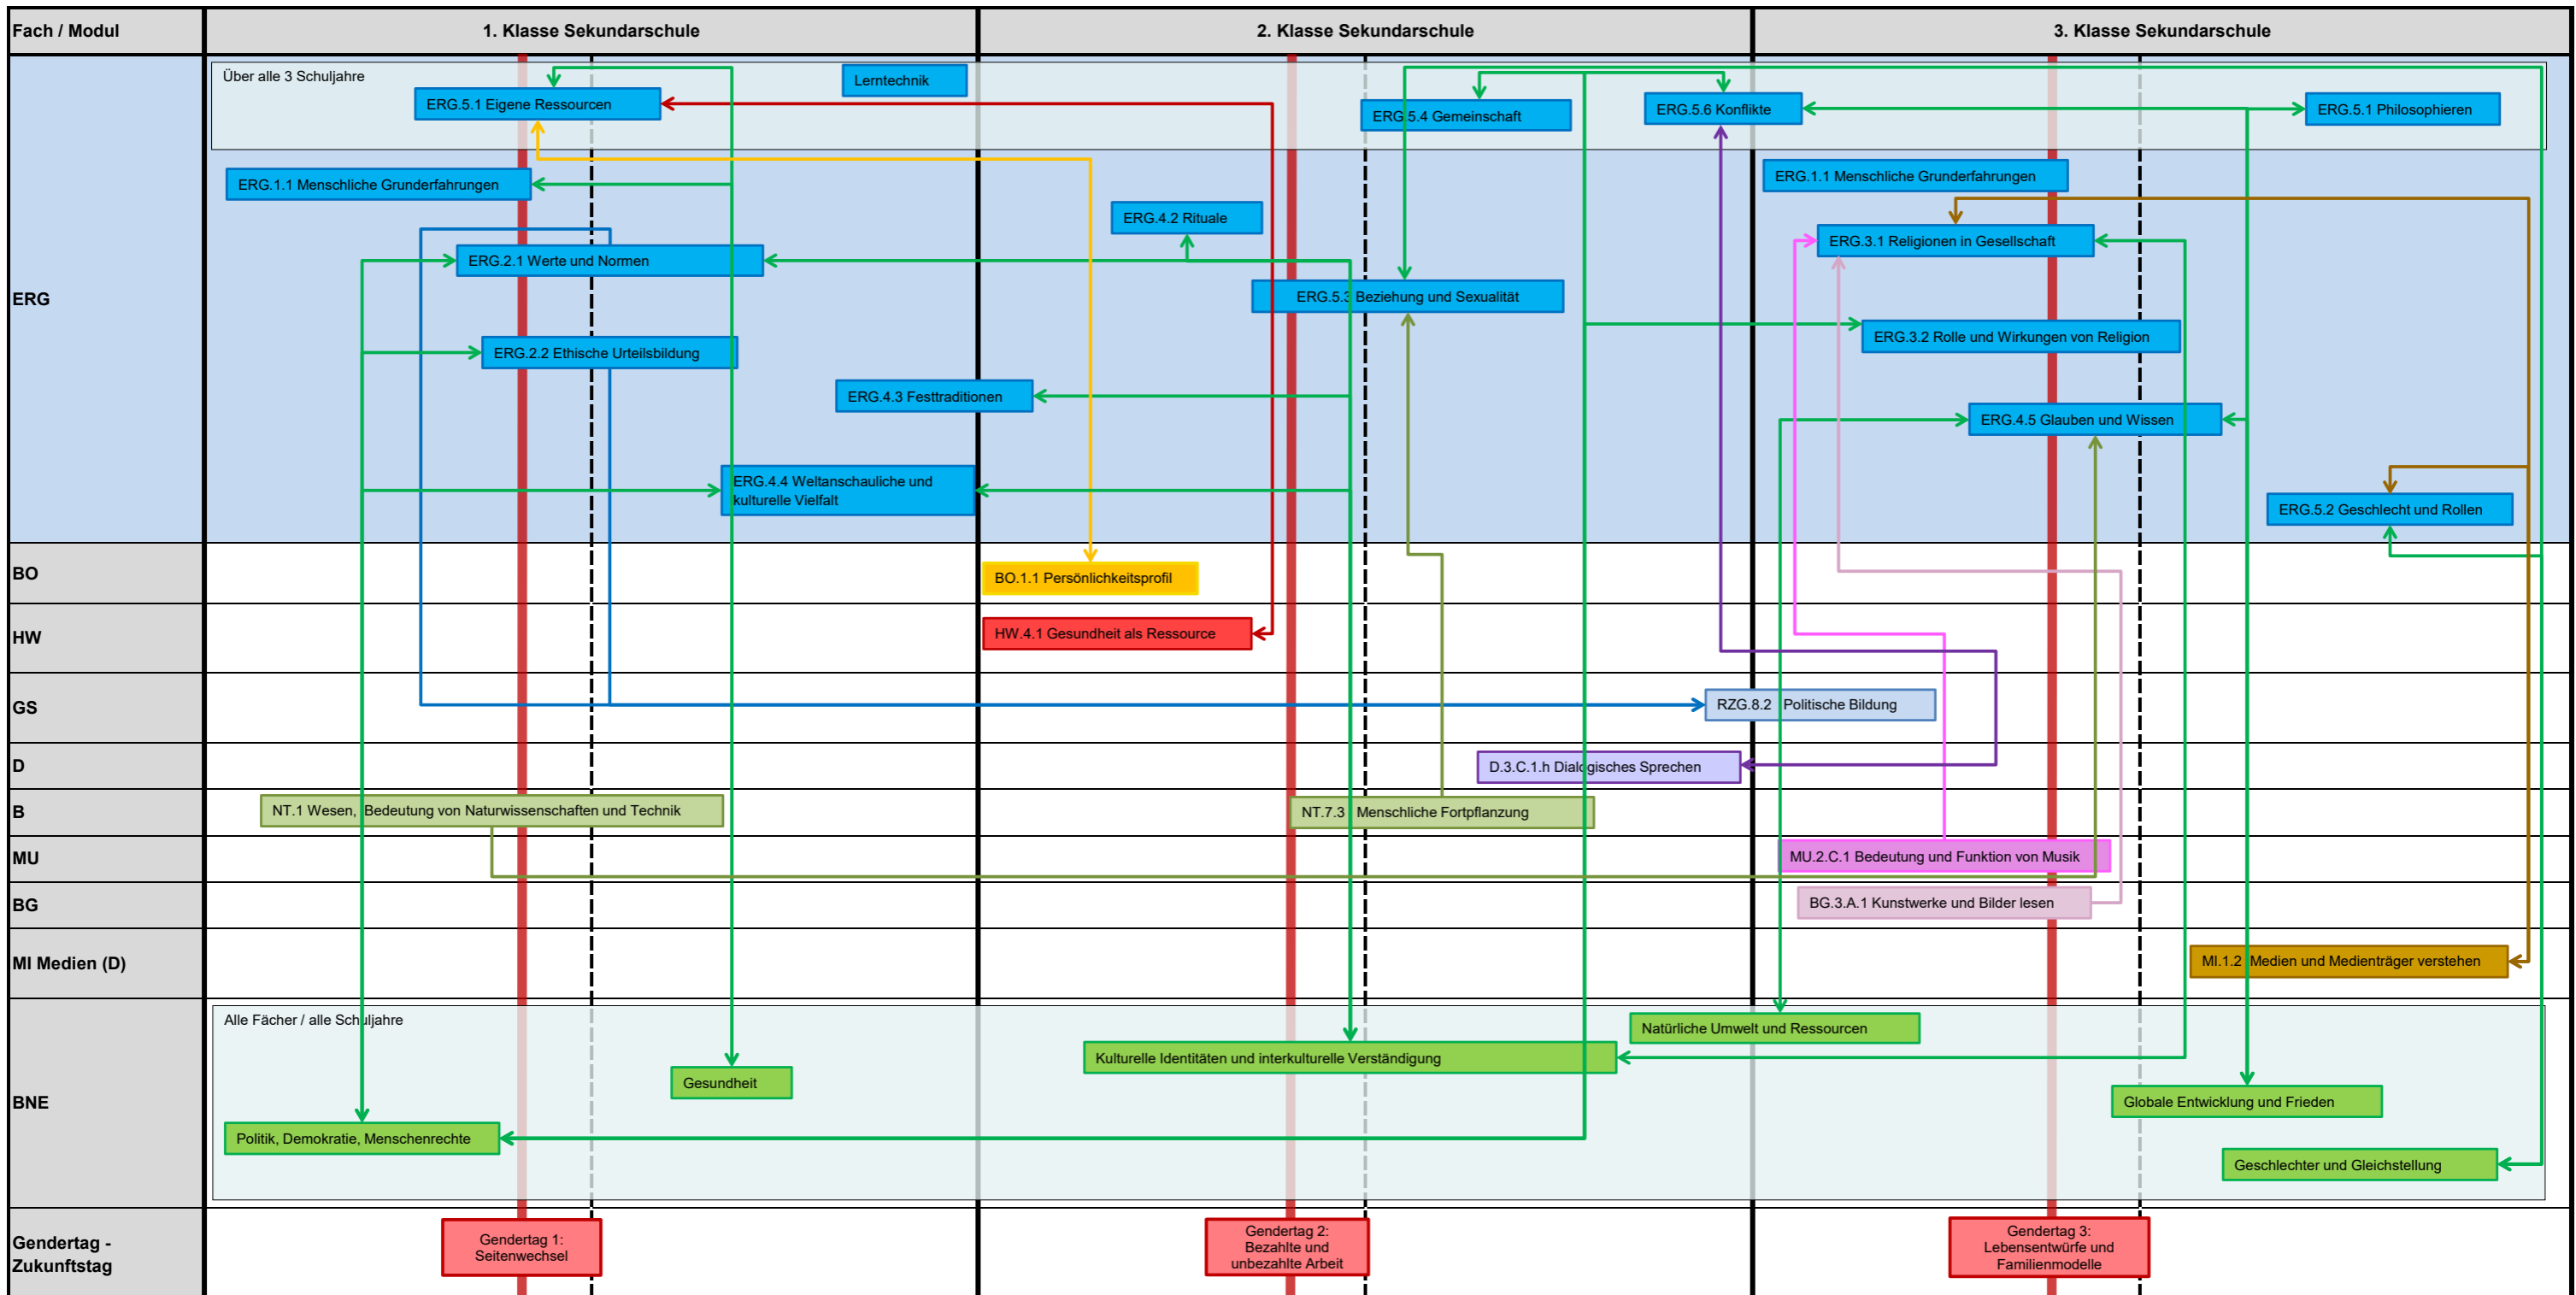 Fach / Modul
1. Klasse Sekundarschule
2. Klasse Sekundarschule
3. Klasse Sekundarschule
ERG
Über alle 3 Schuljahre
Lerntechnik
ERG.5.1 Eigene Ressourcen
ERG.5.4 Gemeinschaft
ERG.5.6 Konflikte
ERG.5.1 Philosophieren
ERG.1.1 Menschliche Grunderfahrungen
ERG.1.1 Menschliche Grunderfahrungen
ERG.4.2 Rituale
ERG.3.1 Religionen in Gesellschaft
ERG.2.1 Werte und Normen
ERG.5.3 Beziehung und Sexualität
ERG.3.2 Rolle und Wirkungen von Religion
ERG.2.2 Ethische Urteilsbildung
ERG.4.3 Festtraditionen
ERG.4.5 Glauben und Wissen
ERG.4.4 Weltanschauliche und
kulturelle Vielfalt
ERG.5.2 Geschlecht und Rollen
BO
BO.1.1 Persönlichkeitsprofil
HW
HW.4.1 Gesundheit als Ressource
GS
RZG.8.2 Politische Bildung
D
D.3.C.1.h Dialogisches Sprechen
B
NT.1 Wesen, Bedeutung von Naturwissenschaften und Technik
NT.7.3 Menschliche Fortpflanzung
MU
MU.2.C.1 Bedeutung und Funktion von Musik
BG
BG.3.A.1 Kunstwerke und Bilder lesen
MI Medien (D)
MI.1.2 Medien und Medienträger verstehen
BNE
Alle Fächer / alle Schuljahre
Natürliche Umwelt und Ressourcen
Kulturelle Identitäten und interkulturelle Verständigung
Gesundheit
Globale Entwicklung und Frieden
Politik, Demokratie, Menschenrechte
Geschlechter und Gleichstellung
Gendertag -
Zukunftstag
Gendertag 1:
Seitenwechsel
Gendertag 2:
Bezahlte und
unbezahlte Arbeit
Gendertag 3:
Lebensentwürfe und
Familienmodelle